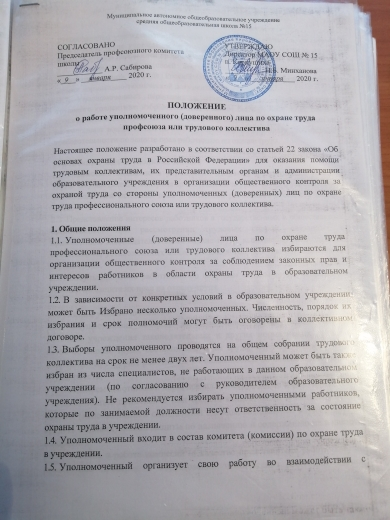 Муниципальное автономное общеобразовательное учреждение
средняя общеобразовательная школа №15
СОГЛАСОВАНО УТВЕРЖДАЮ
Председатель профсоюзного комитета Директор МАОУ СОШ № 15
школы
А.Р. Сабирова Минханова
« 9 » января 2020 г. января 2020 г.
ПОЛОЖЕНИЕ
о работе уполномоченного (доверенного) лица по охране труда
профсоюза или трудового коллектива
Настоящее положение разработано в соответствии со статьей 22 закона «Об
основах охраны труда в Российской Федерации» для оказания помощи
трудовым коллективам, их представительным органам и администрации
образовательного учреждения в организации общественного контроля за
охраной труда со стороны уполномоченных (доверенных) лиц по охране
труда профессионального союза или трудового коллектива.
1. Общие положения
1.1. Уполномоченные (доверенные) лица по охране труда
профессионального союза или трудового коллектива избираются для
организации общественного контроля за соблюдением законных прав и
интересов работников в области охраны труда в образовательном
учреждении.
1.2. В зависимости от конкретных условий в образовательном учреждении
может быть Избрано несколько уполномоченных. Численность, порядок их
избрания и срок полномочий могут быть оговорены в коллективном
договоре.
1.3. Выборы уполномоченного проводятся на общем собрании трудового
коллектива на срок не менее двух лет. Уполномоченный может быть также
избран из числа специалистов, не работающих в данном образовательном
учреждении (по согласованию с руководителем образовательного
учреждения). Не рекомендуется избирать уполномоченными работников,
которые по занимаемой должности несут ответственность за состояние
охраны труда в учреждении.
1.4. Уполномоченный входит в состав комитета (комиссии) по охране труда
в учреждении.
1.5. Уполномоченный организует свою работу во взаимодействии с